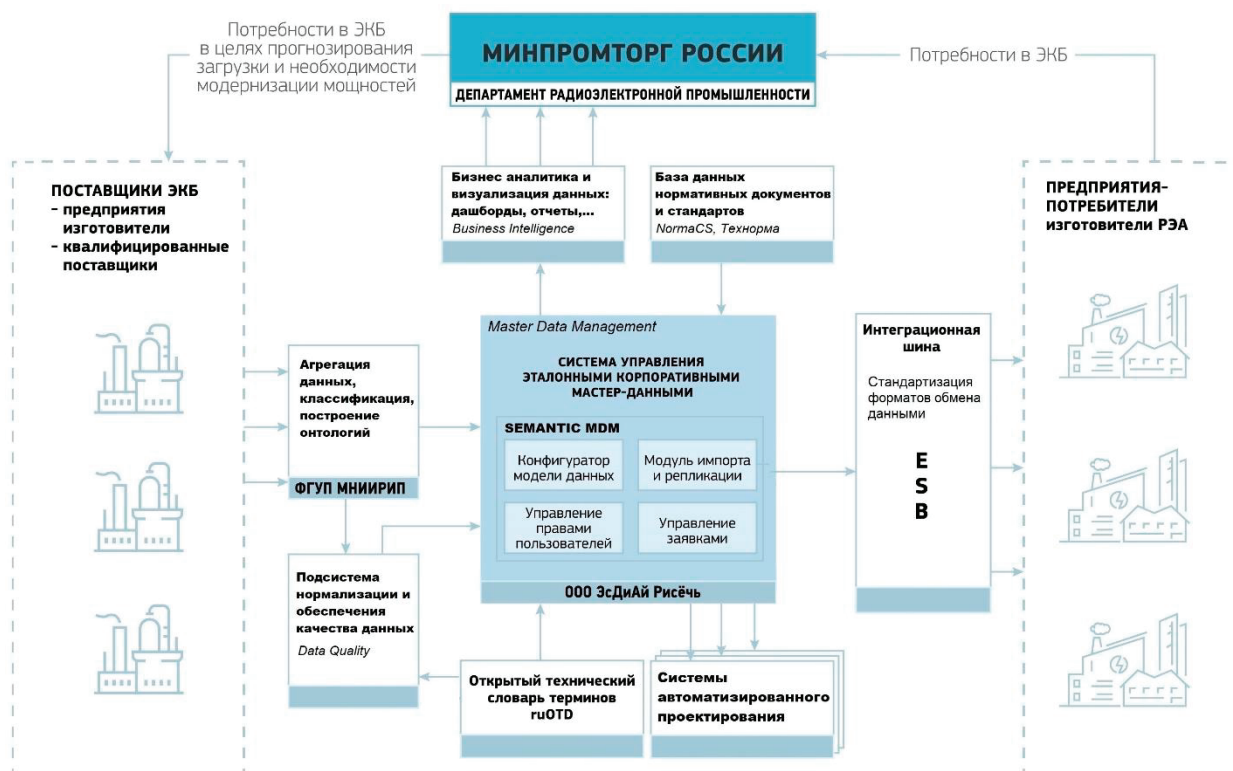 Потребности в ЭКБ
в целях прогнозирования
загрузки и необходимости
модернизации мощностей
МИНПРОМТОРГ РОССИИ
ДЕПАРТАМЕНТ РАДИОЭЛЕКТРОННОЙ ПРОМЫШЛЕННОСТИ
Потребности в ЭКБ
ПОСТАВЩИКИ ЭКБ
– предприятия
изготовители
– квалифицированные
поставщики
Бизнес аналитика и
визуализация данных:
дашборды, отчеты,...
Business Intelligence
База данных
нормативных документов
и стандартов
NormaCS, Технорма
ПРЕДПРИЯТИЯ-
ПОТРЕБИТЕЛИ
изготовители РЭА
Агрегация
данных,
классификация,
построение
онтологий
ФГУП МНИИРИП
Master Data Management
СИСТЕМА УПРАВЛЕНИЯ
ЭТАЛОННЫМИ КОРПОРАТИВНЫМИ
МАСТЕР-ДАННЫМИ
SEMANTIC MDM
Конфигуратор
модели данных
Модуль импорта
и репликации
Управление
правами
пользователей
Управление
заявками
ООО ЭсДиАй Рисёчь
Интеграционная
шина
Стандартизация
форматов обмена
данными
E
S
B
Подсистема
нормализации и
обеспечения
качества данных
Data Quality
Открытый технический
словарь терминов
ruOTD
Системы
автоматизированного
проектирования